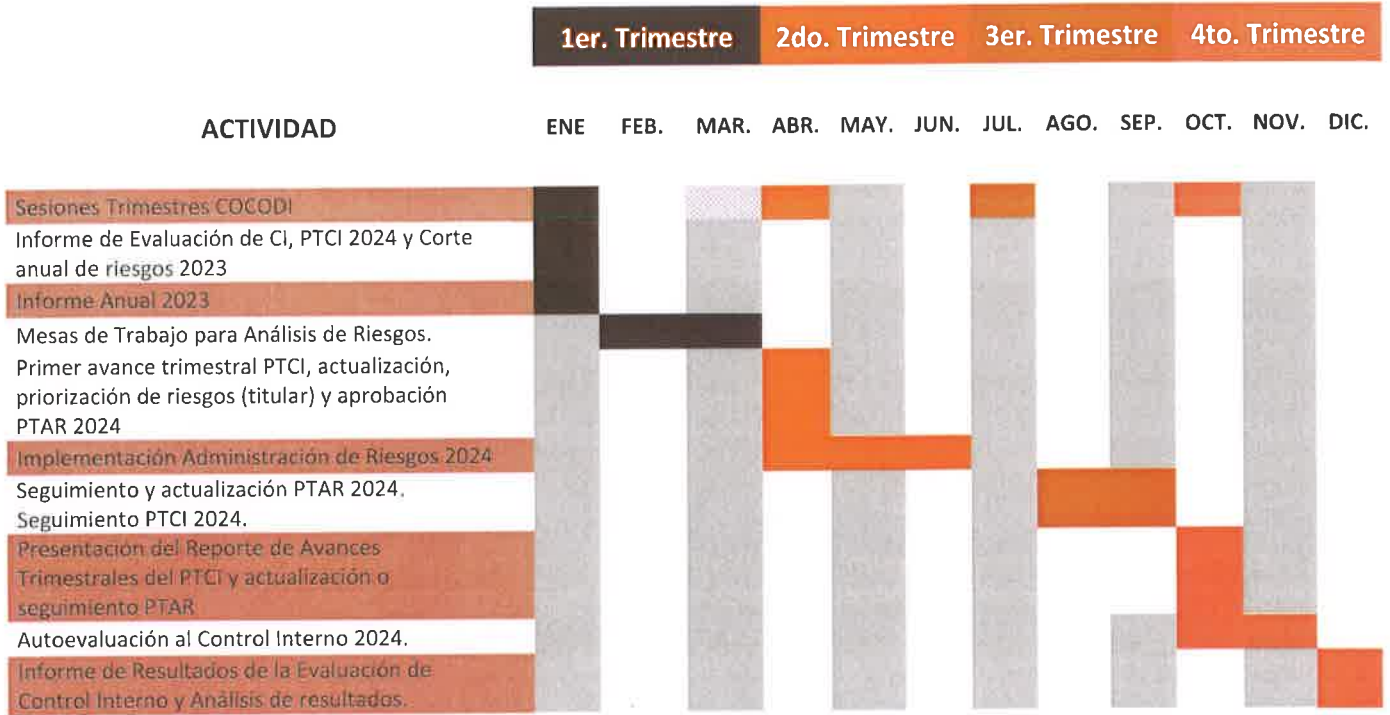 1er. Trimestre 2do. Trimestre 3er. Trimestre 4to. Trimestre
ACTIVIDAD ENE FEB. MAR. ABR. MAY. JUN. JUL. AGO. SEP. OCT. NOV. DIC.
Sesiones Trimestres COCODI
Informe de Evaluación de CI, PTCI 2024 y Corte
anual de riesgos 2023
Informe Anual 2023
Mesas de Trabajo para Análisis de Riesgos.
Primer avance trimestral PTCI, actualización,
priorización de riesgos (titular) y aprobación
PTAR 2024
Implementación Administración de Riesgos 2024
Seguimiento y actualización PTAR 2024.
Seguimiento PTCI 2024.
Presentación del Reporte de Avances
Trimestrales del PTCI y actualización o
seguimiento PTAR
Autoevaluación al Control Interno 2024.
Informe de Resultados de la Evaluación de
Control Interno y Análisis de resultados.